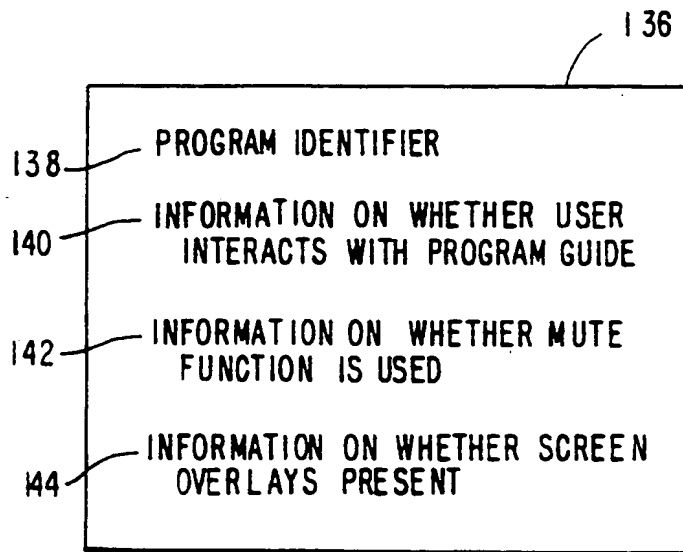 136
138 PROGRAM IDENTIFIER
140 INFORMATION ON WHETHER USER
INTERACTS WITH PROGRAM GUIDE
142 INFORMATION ON WHETHER MUTE
FUNCTION IS USED
144 INFORMATION ON WHETHER SCREEN
OVERLAYS PRESENT